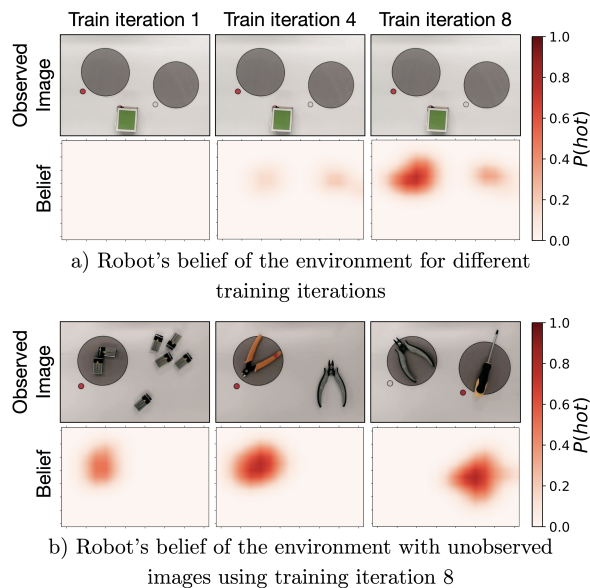 Train iteration 1 Train iteration 4 Train iteration 8
Observed
Image
Belief
1.0
0.8
0.6
0.4
0.2
0.0
P(hot)
a) Robot's belief of the environment for different
training iterations
Observed
Image
Belief
1.0
0.8
0.6
0.4
0.2
0.0
P(hot)
b) Robot's belief of the environment with unobserved
images using training iteration 8